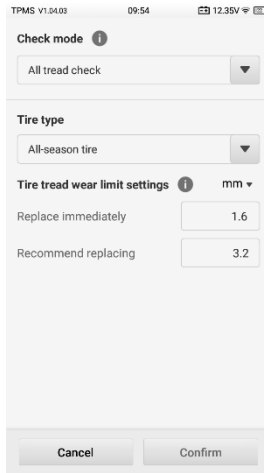 TPMS V1.04.03 09:54 12.35V
Check mode
All tread check
Tire type
All-season tire
Tire tread wear limit settings mm
Replace immediately 1.6
Recommend replacing 3.2
Cancel Confirm